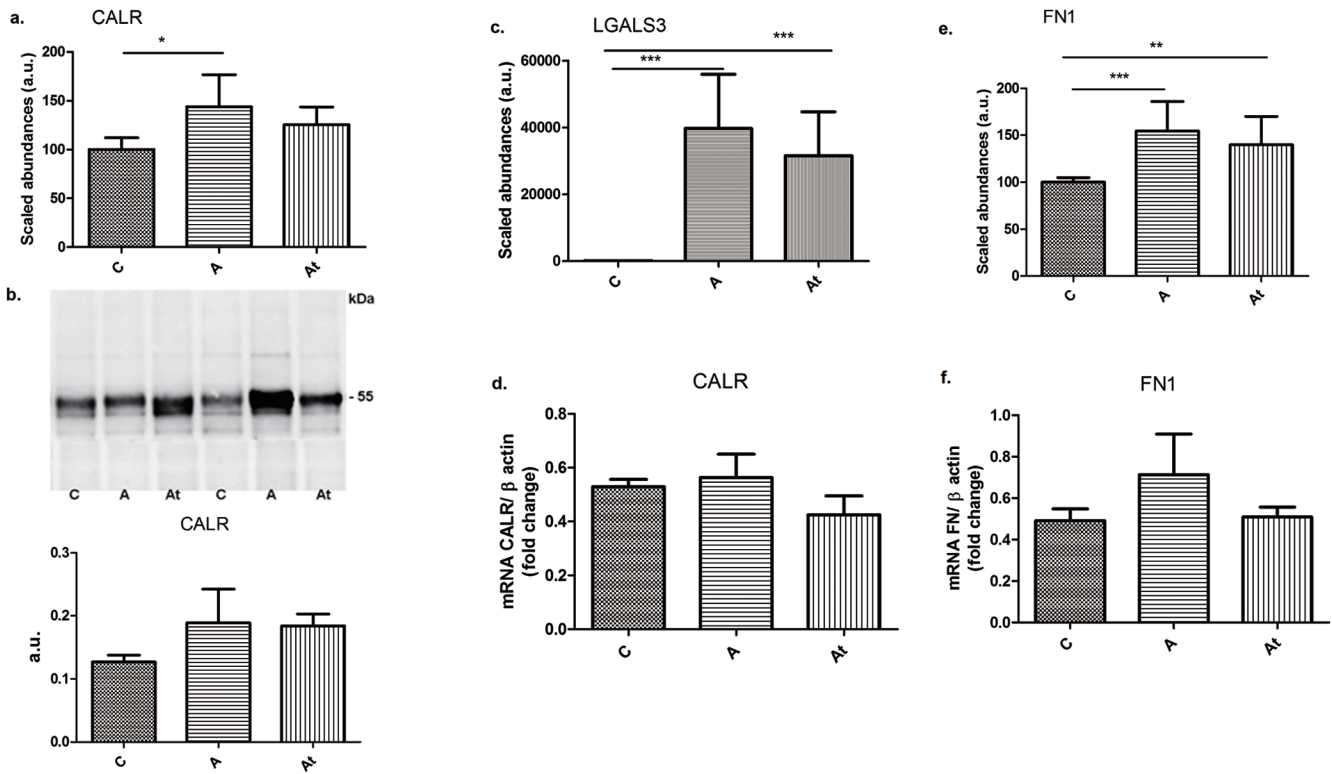 a.
CALR
*
Scaled abundances (a.u.)
200
150
100
50
0
C
A
At
b.
kDa
- 55
C A At C A At
CALR
a.u.
0.3
0.2
0.1
0.0
C
A
At
c.
LGALS3
***
***
Scaled abundances (a.u.)
60000
40000
20000
0
C
A
At
d.
CALR
mRNA CALR/ β actin
(fold change)
0.8
0.6
0.4
0.2
0.0
C
A
At
e.
FN1
**
***
Scaled abundances (a.u.)
200
150
100
50
0
C
A
At
f.
FN1
mRNA FN/ β actin
(fold change)
1.0
0.8
0.6
0.4
0.2
0.0
C
A
At